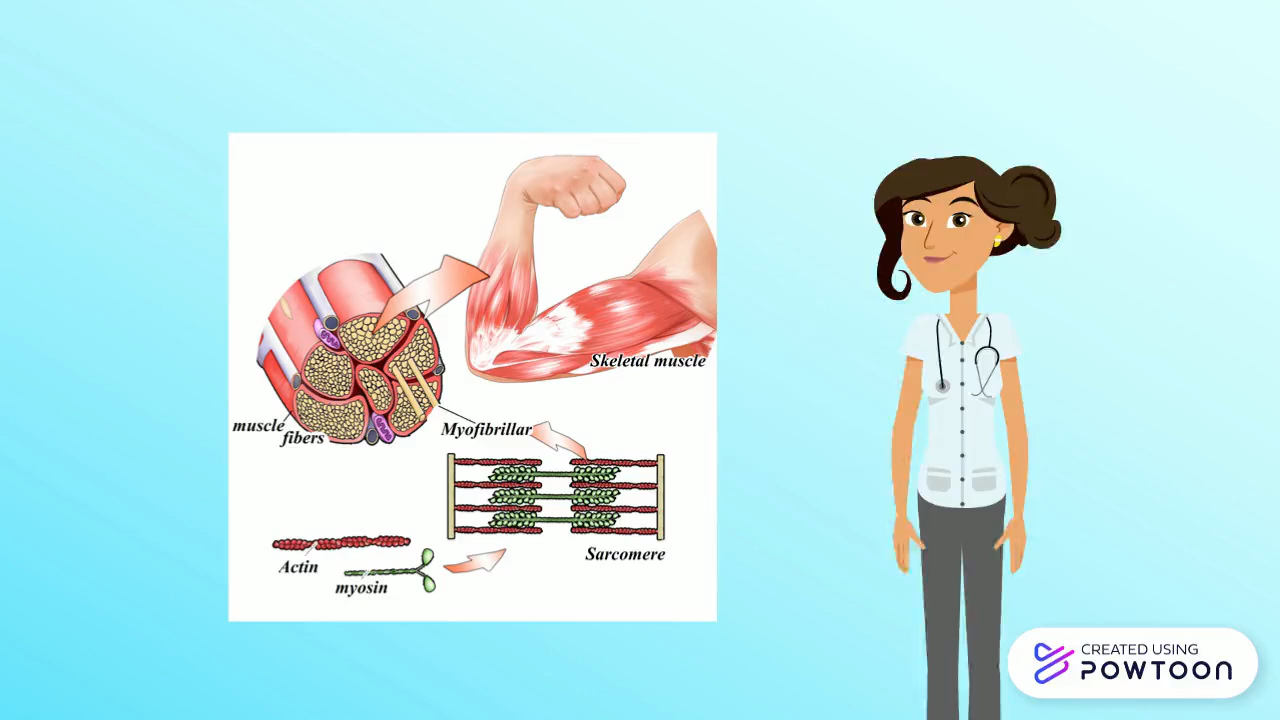 Skeletal muscle
muscle
fibers
Myofibrillar
Sarcomere
Actin
myosin
CREATED USING
POWTOON